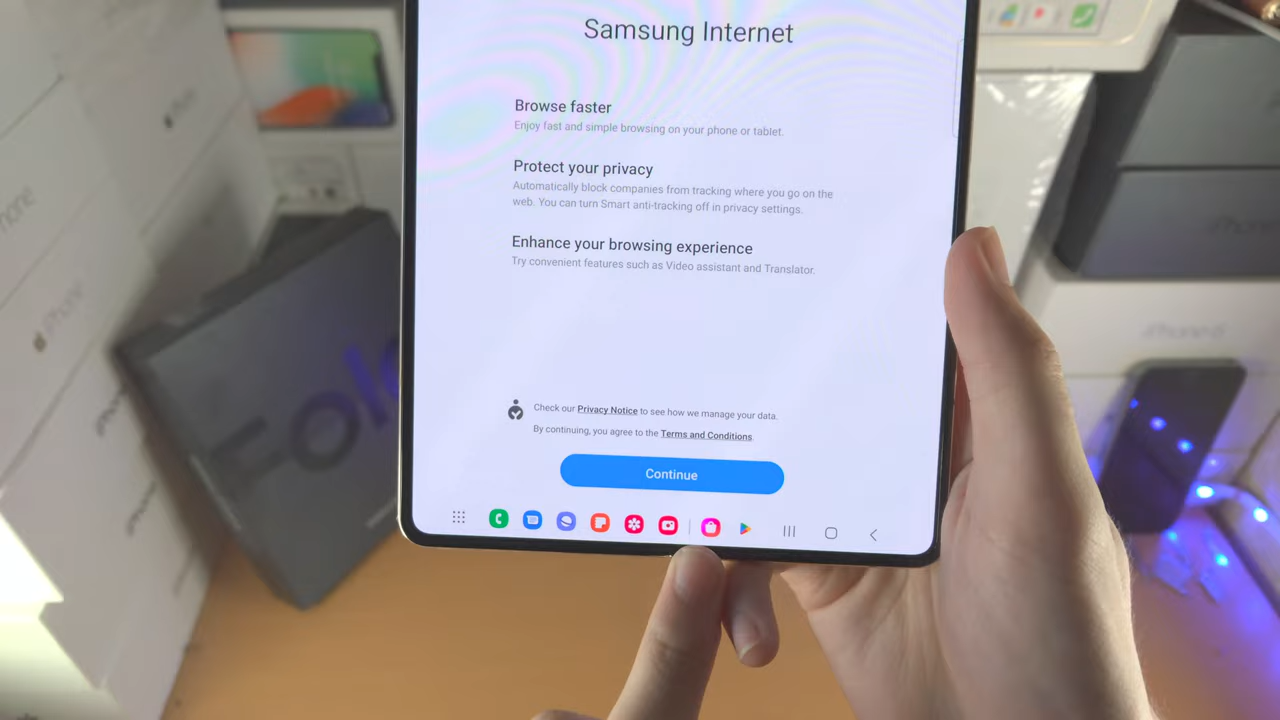 Samsung Internet
Browse faster
Enjoy fast and simple browsing on your phone or tablet.
Protect your privacy
Automatically block companies from tracking where you go on the
web. You can turn Smart anti-tracking off in privacy settings.
Enhance your browsing experience
Try convenient features such as Video assistant and Translator.
Check our Privacy Notice to see how we manage your data.
By continuing, you agree to the Terms and Conditions.
Continue
Fold
iPhone
iPhone